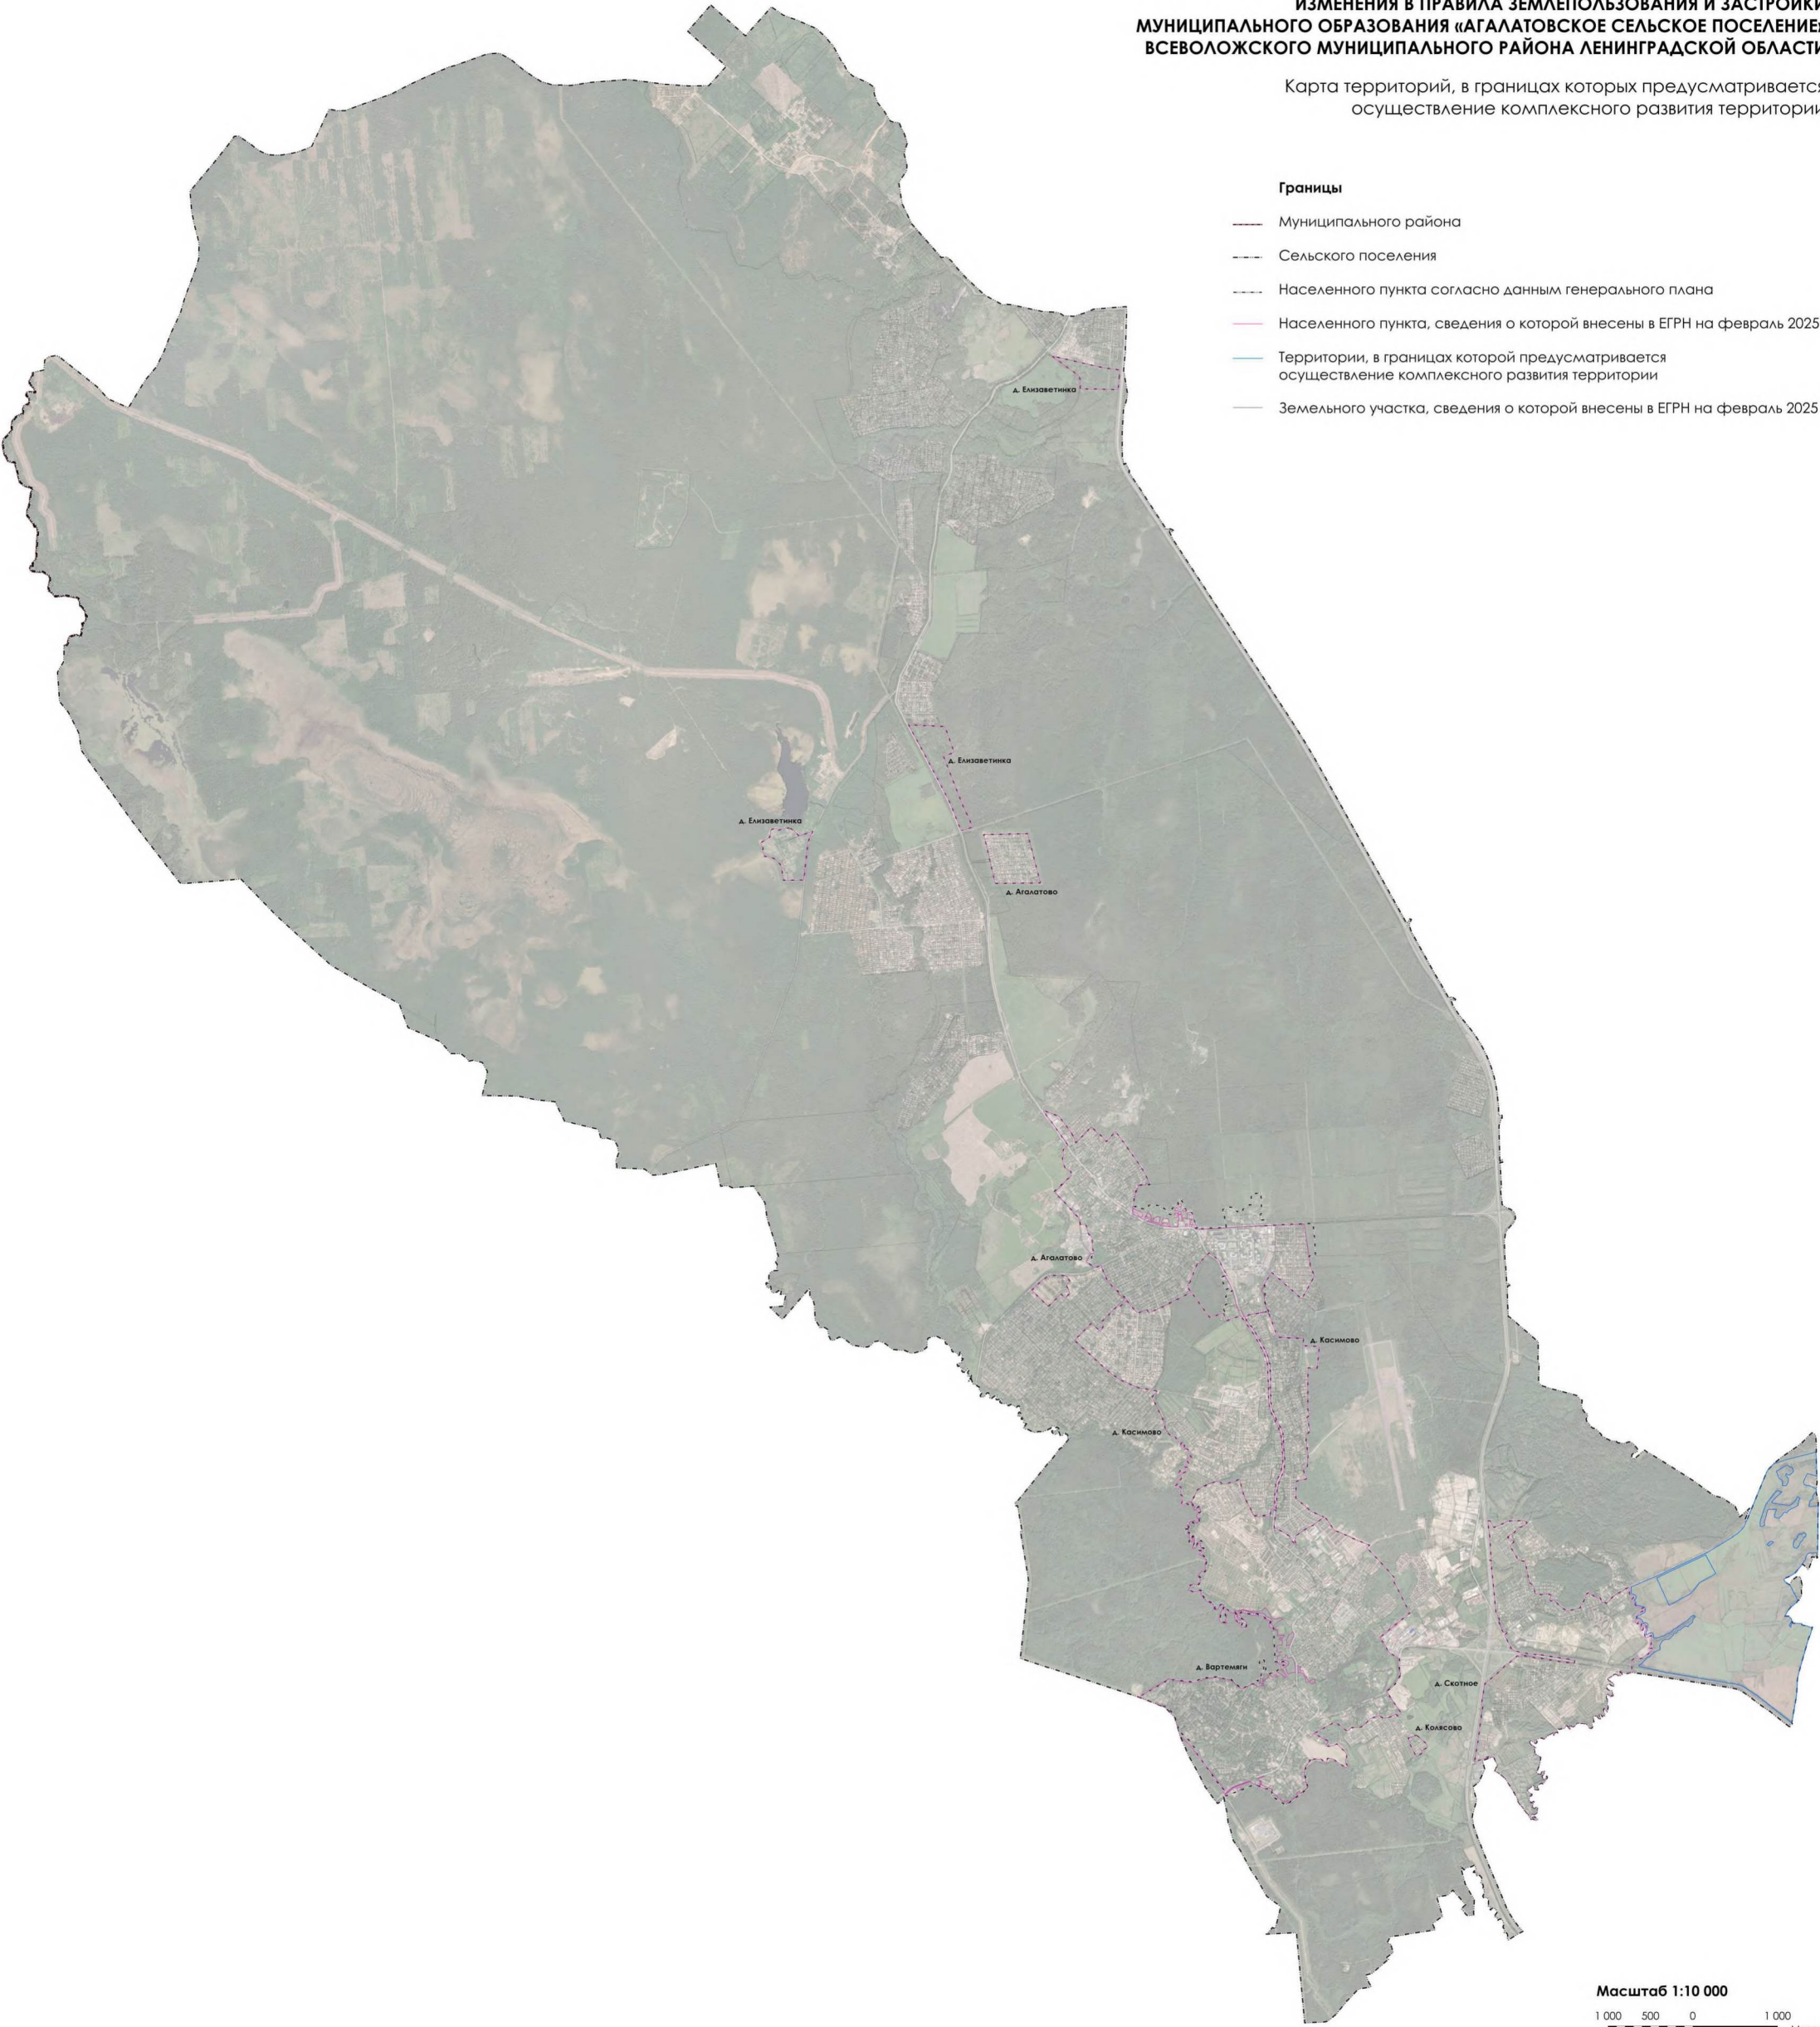 ИЗМЕНЕНИЯ В ПРАВИЛА ЗЕМЛЕПОЛЬЗОВАНИЯ И ЗАСТРОЙКИ
МУНИЦИПАЛЬНОГО ОБРАЗОВАНИЯ «АГАЛАТОВСКОЕ СЕЛЬСКОЕ ПОСЕЛЕНИЕ»
ВСЕВОЛОЖСКОГО МУНИЦИПАЛЬНОГО РАЙОНА ЛЕНИНГРАДСКОЙ ОБЛАСТИ
Карта территорий, в границах которых предусматривается
осуществление комплексного развития территории
Границы
Муниципального района
Сельского поселения
Населенного пункта согласно данным генерального плана
Населенного пункта, сведения о которой внесены в ЕГРН на февраль 2025
Территории, в границах которой предусматривается
осуществление комплексного развития территории
Земельного участка, сведения о которой внесены в ЕГРН на февраль 2025
д. Елизаветинка
д. Елизаветинка
д. Елизаветинка
д. Агалатово
д. Агалатово
д. Касимово
д. Касимово
д. Вартемяги
д. Скотное
д. Колясово
Масштаб 1:10 000
1 000 500 0 1 000